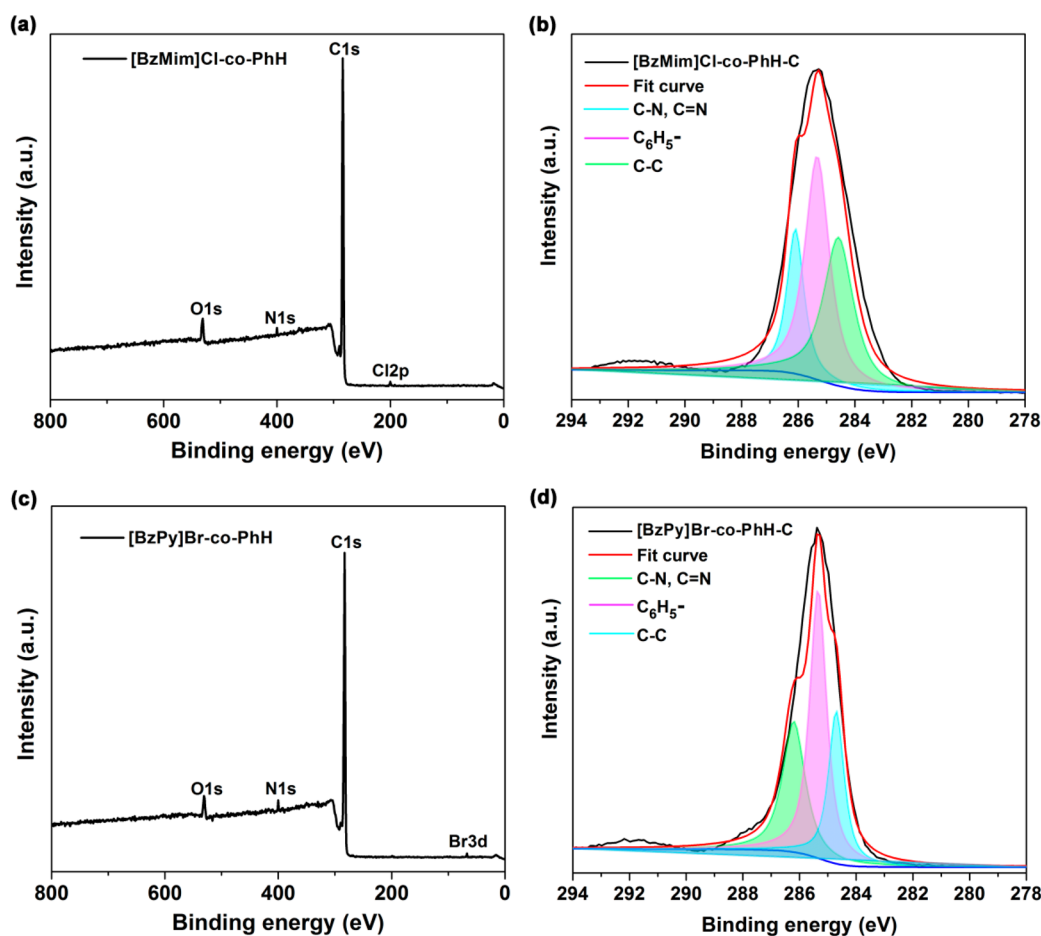 (a)
[BzMim]Cl-co-PhH
C1s
O1s
N1s
Cl2p
Intensity (a.u.)
800 600 400 200 0
Binding energy (eV)
(b)
[BzMim]Cl-co-PhH-C
Fit curve
C-N, C=N
C6H5-
C-C
Intensity (a.u.)
294 292 290 288 286 284 282 280 278
Binding energy (eV)
(c)
[BzPy]Br-co-PhH
C1s
O1s
N1s
Br3d
Intensity (a.u.)
800 600 400 200 0
Binding energy (eV)
(d)
[BzPy]Br-co-PhH-C
Fit curve
C-N, C=N
C6H5-
C-C
Intensity (a.u.)
294 292 290 288 286 284 282 280 278
Binding energy (eV)